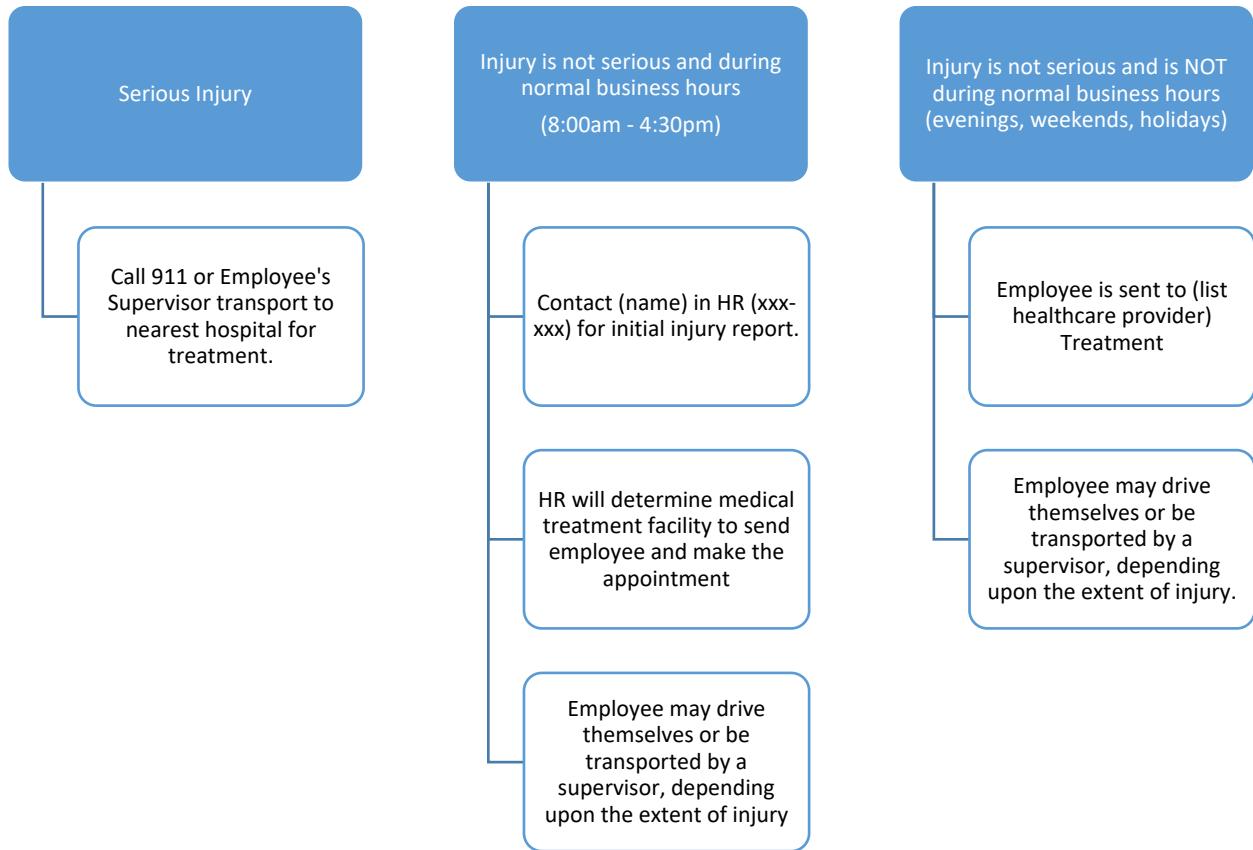 Serious Injury
Call 911 or Employee's
Supervisor transport to
nearest hospital for
treatment.
Injury is not serious and during
normal business hours
(8:00am - 4:30pm)
Contact (name) in HR (xxx-
xxx) for initial injury report.
HR will determine medical
treatment facility to send
employee and make the
appointment
Employee may drive
themselves or be
transported by a
supervisor, depending
upon the extent of injury
Injury is not serious and is NOT
during normal business hours
(evenings, weekends, holidays)
Employee is sent to (list
healthcare provider)
Treatment
Employee may drive
themselves or be
transported by a
supervisor, depending
upon the extent of injury.